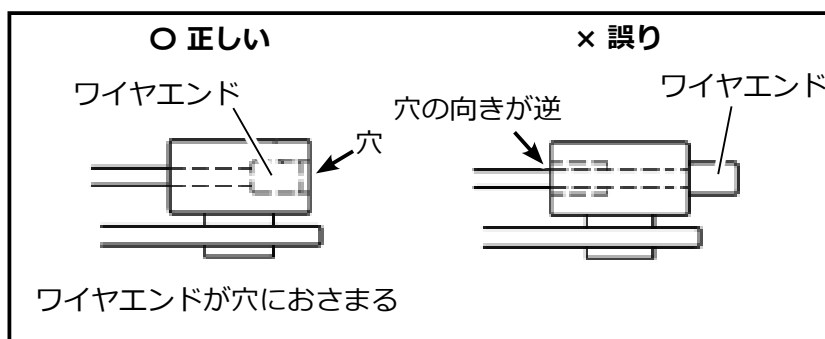 ○ 正しい
ワイヤエンド
穴
ワイヤエンドが穴におさまる
× 誤り
穴の向きが逆
ワイヤエンド